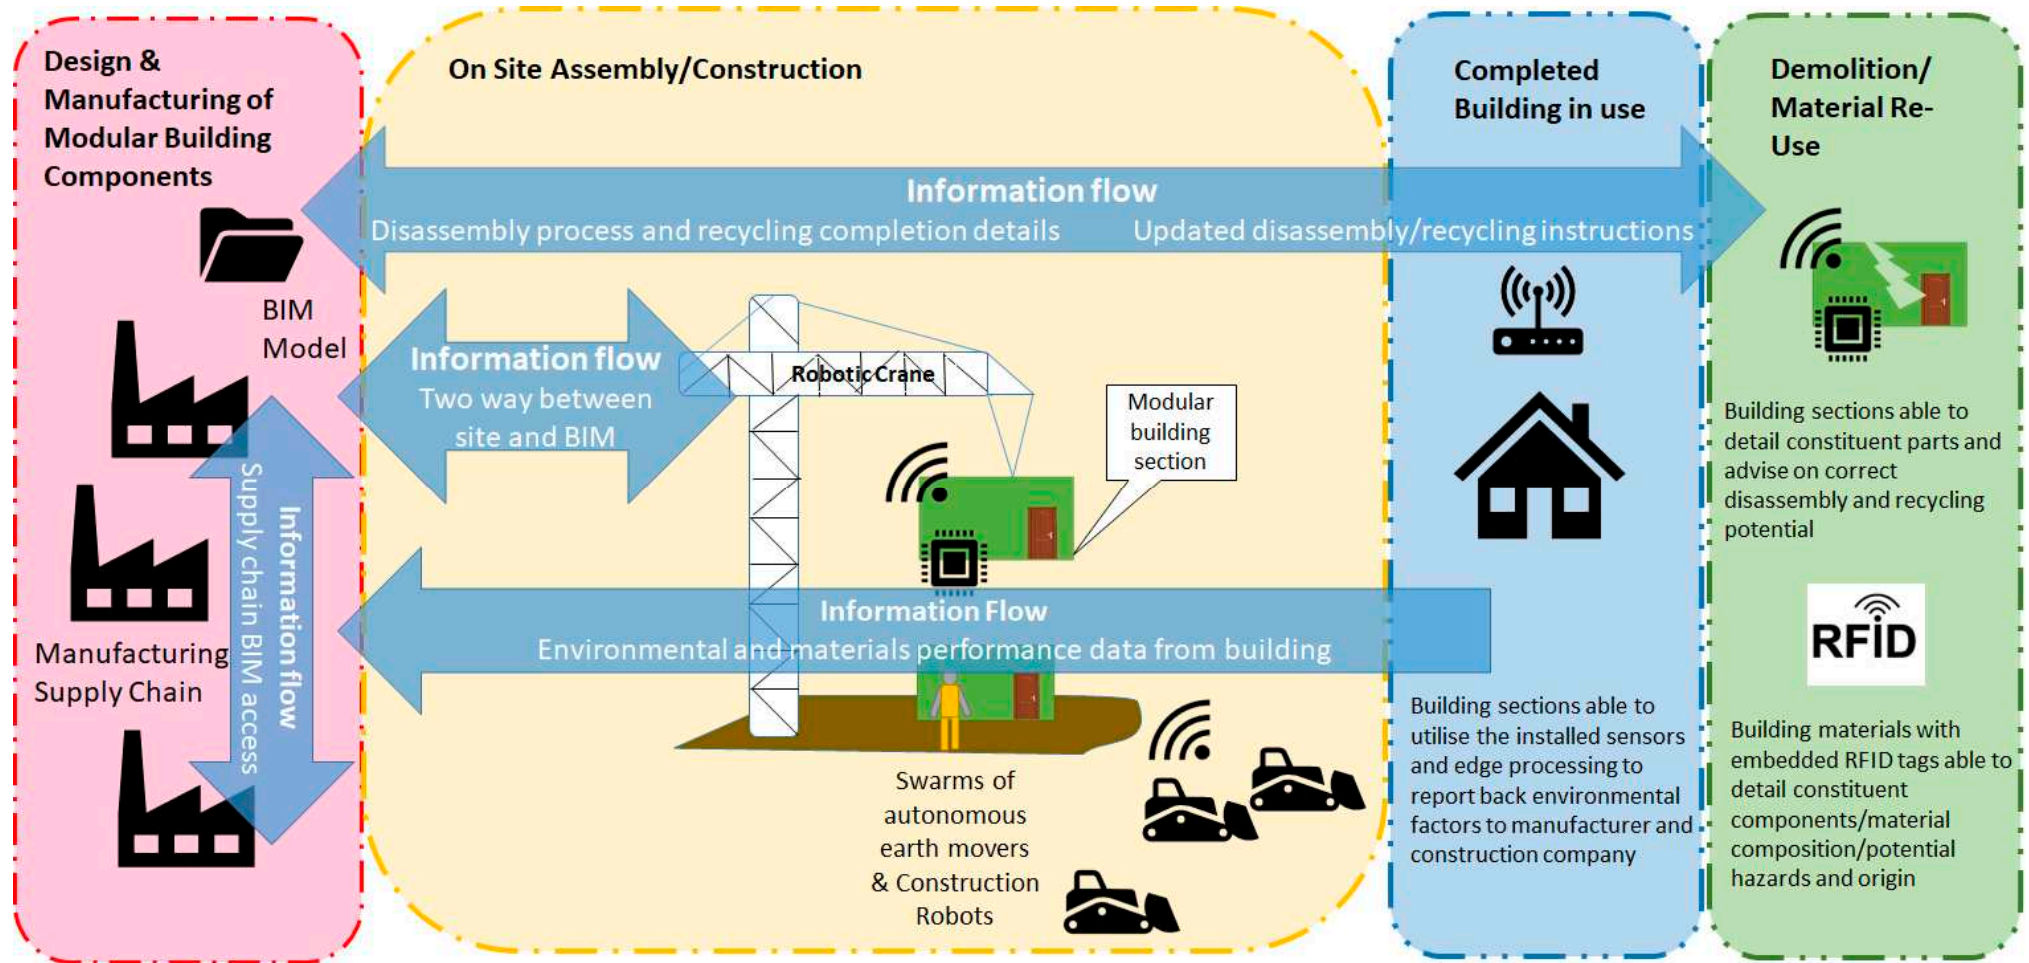 Design &
Manufacturing of
Modular Building
Components
BIM
Model
Manufacturing
Supply Chain
Information flow
Supply chain BIM access
On Site Assembly/Construction
Information flow
Disassembly process and recycling completion details
Updated disassembly/recycling instructions
Information flow
Two way between
site and BIM
Robotic Crane
Modular
building
section
Information Flow
Environmental and materials performance data from building
Swarms of
autonomous
earth movers
& Construction
Robots
Completed
Building in use
Building sections able to
utilise the installed sensors
and edge processing to
report back environmental
factors to manufacturer and
construction company
Demolition/
Material Re-
Use
Building sections able to
detail constituent parts and
advise on correct
disassembly and recycling
potential
RFiD
Building materials with
embedded RFID tags able to
detail constituent
components/material
composition/potential
hazards and origin